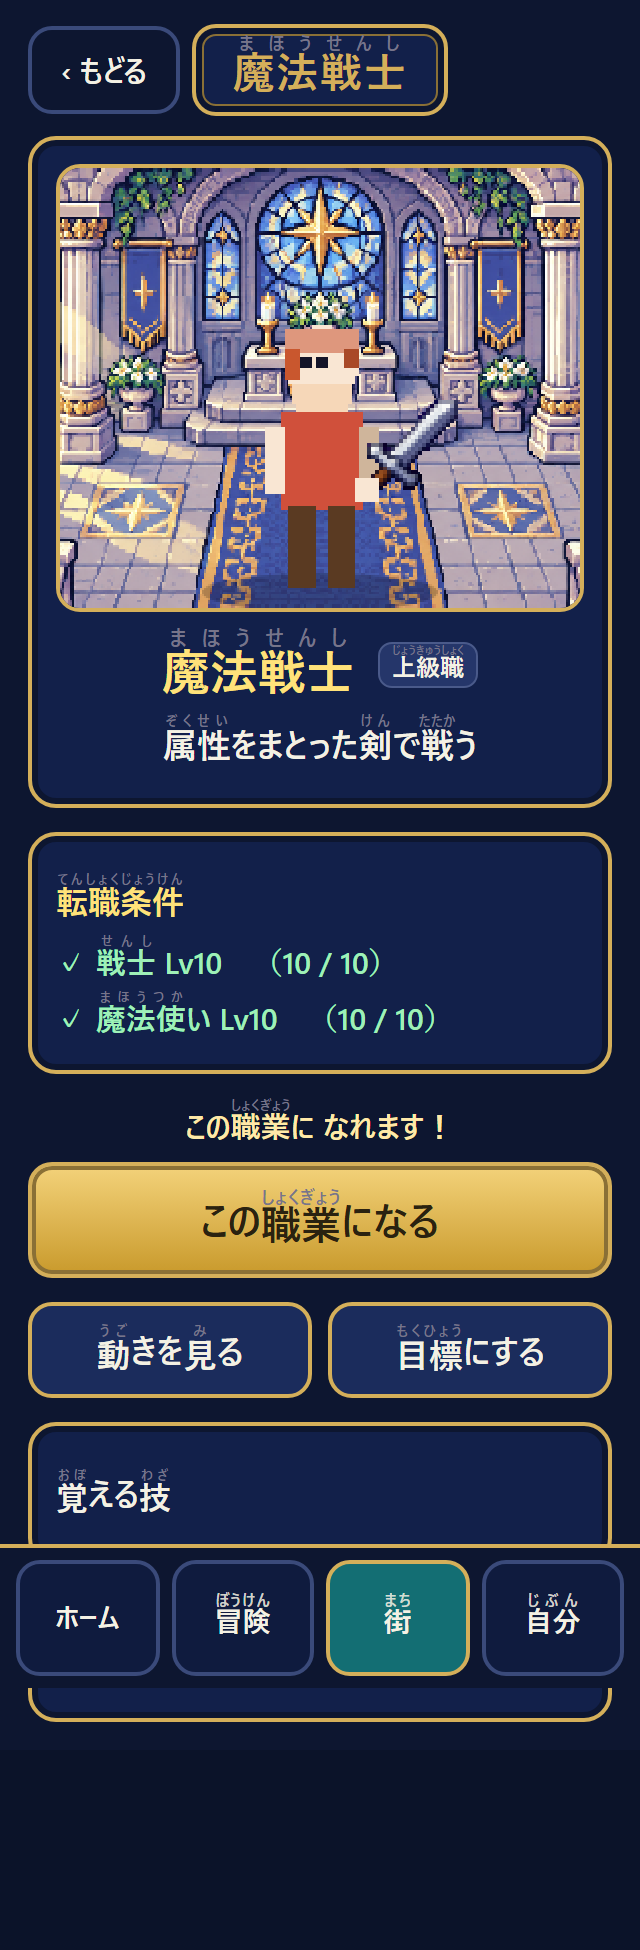 ‹ もどる
まほうせんし
魔法戦士
まほうせんし
魔法戦士
じょうきゅうしょく
上級職
ぞくせい けん たたか
属性をまとった剣で戦う
てんしょくじょうけん
転職条件
せんし
✓ 戦士 Lv10 （10 / 10）
まほうつか
✓ 魔法使い Lv10 （10 / 10）
しょくぎょう
この職業に なれます！
しょくぎょう
この職業になる
うご み
動きを見る
もくひょう
目標にする
おぼ わざ
覚える技
ホーム
ぼうけん
冒険
まち
街
じぶん
自分